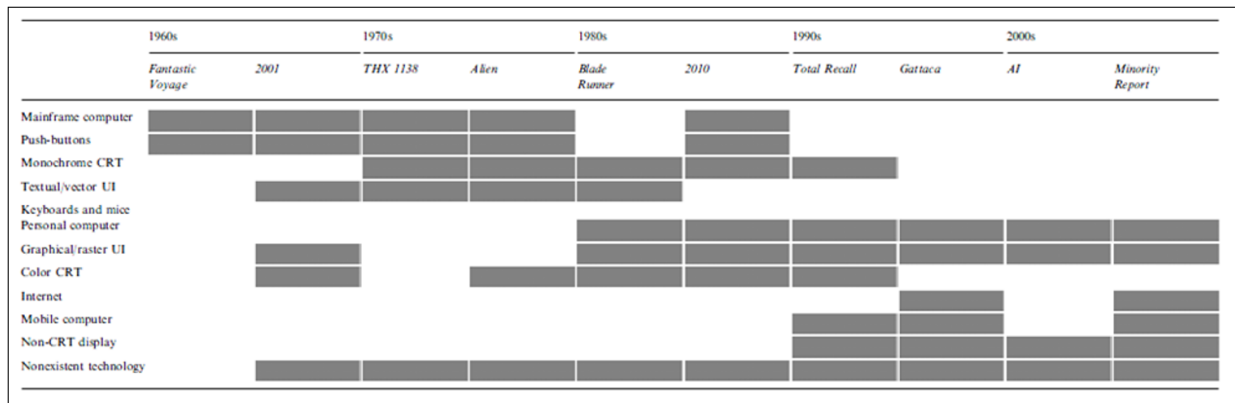 1960s 1970s 1980s 1990s 2000s
Fantastic Voyage 2001 THX 1138 Alien Blade Runner 2010 Total Recall Gattaca AI Minority Report
Mainframe computer
Push-buttons
Monochrome CRT
Textual/vector UI
Keyboards and mice
Personal computer
Graphical/raster UI
Color CRT
Internet
Mobile computer
Non-CRT display
Nonexistent technology